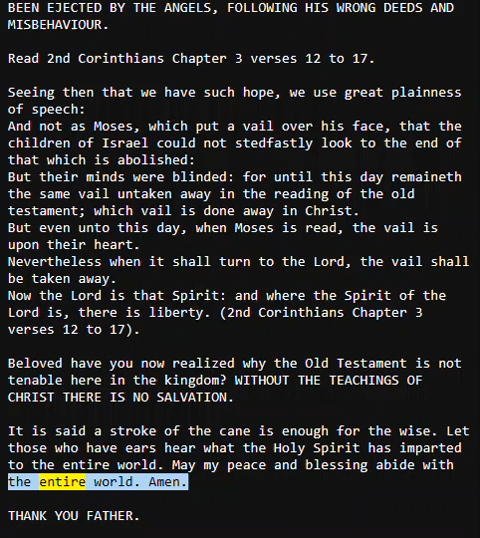 BEEN EJECTED BY THE ANGELS, FOLLOWING HIS WRONG DEEDS AND
MISBEHAVIOUR.
Read 2nd Corinthians Chapter 3 verses 12 to 17.
Seeing then that we have such hope, we use great plainness
of speech:
And not as Moses, which put a vail over his face, that the
children of Israel could not stedfastly look to the end of
that which is abolished:
But their minds were blinded: for until this day remaineth
the same vail untaken away in the reading of the old
testament; which vail is done away in Christ.
But even unto this day, when Moses is read, the vail is
upon their heart.
Nevertheless when it shall turn to the Lord, the vail shall
be taken away.
Now the Lord is that Spirit: and where the Spirit of the
Lord is, there is liberty. (2nd Corinthians Chapter 3
verses 12 to 17).
Beloved have you now realized why the Old Testament is not
tenable here in the kingdom? WITHOUT THE TEACHINGS OF
CHRIST THERE IS NO SALVATION.
It is said a stroke of the cane is enough for the wise. Let
those who have ears hear what the Holy Spirit has imparted
to the entire world. May my peace and blessing abide with
the entire world. Amen.
THANK YOU FATHER.